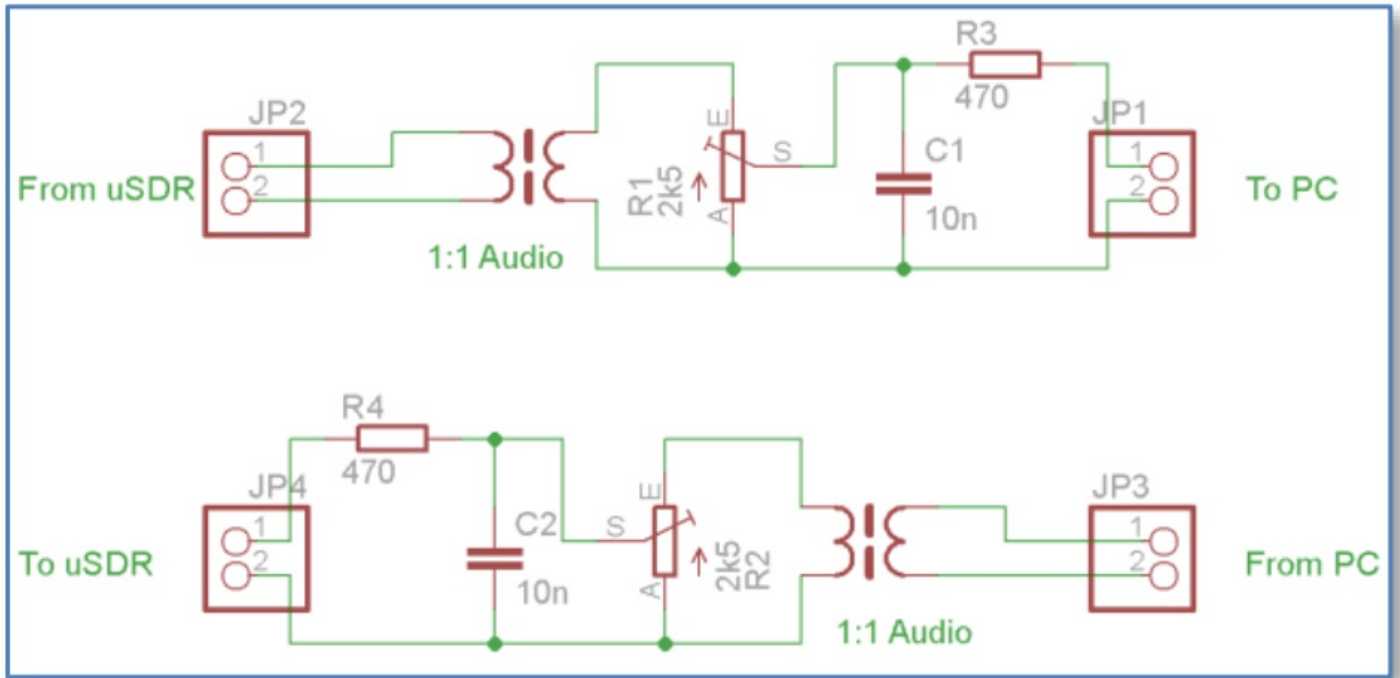 R3
470
JP2
1
2
From uSDR
1:1 Audio
E
S
A
R1
2k5
C1
10n
JP1
1
2
To PC
R4
470
JP4
1
2
To uSDR
C2
10n
E
S
A
2k5
R2
1:1 Audio
JP3
1
2
From PC